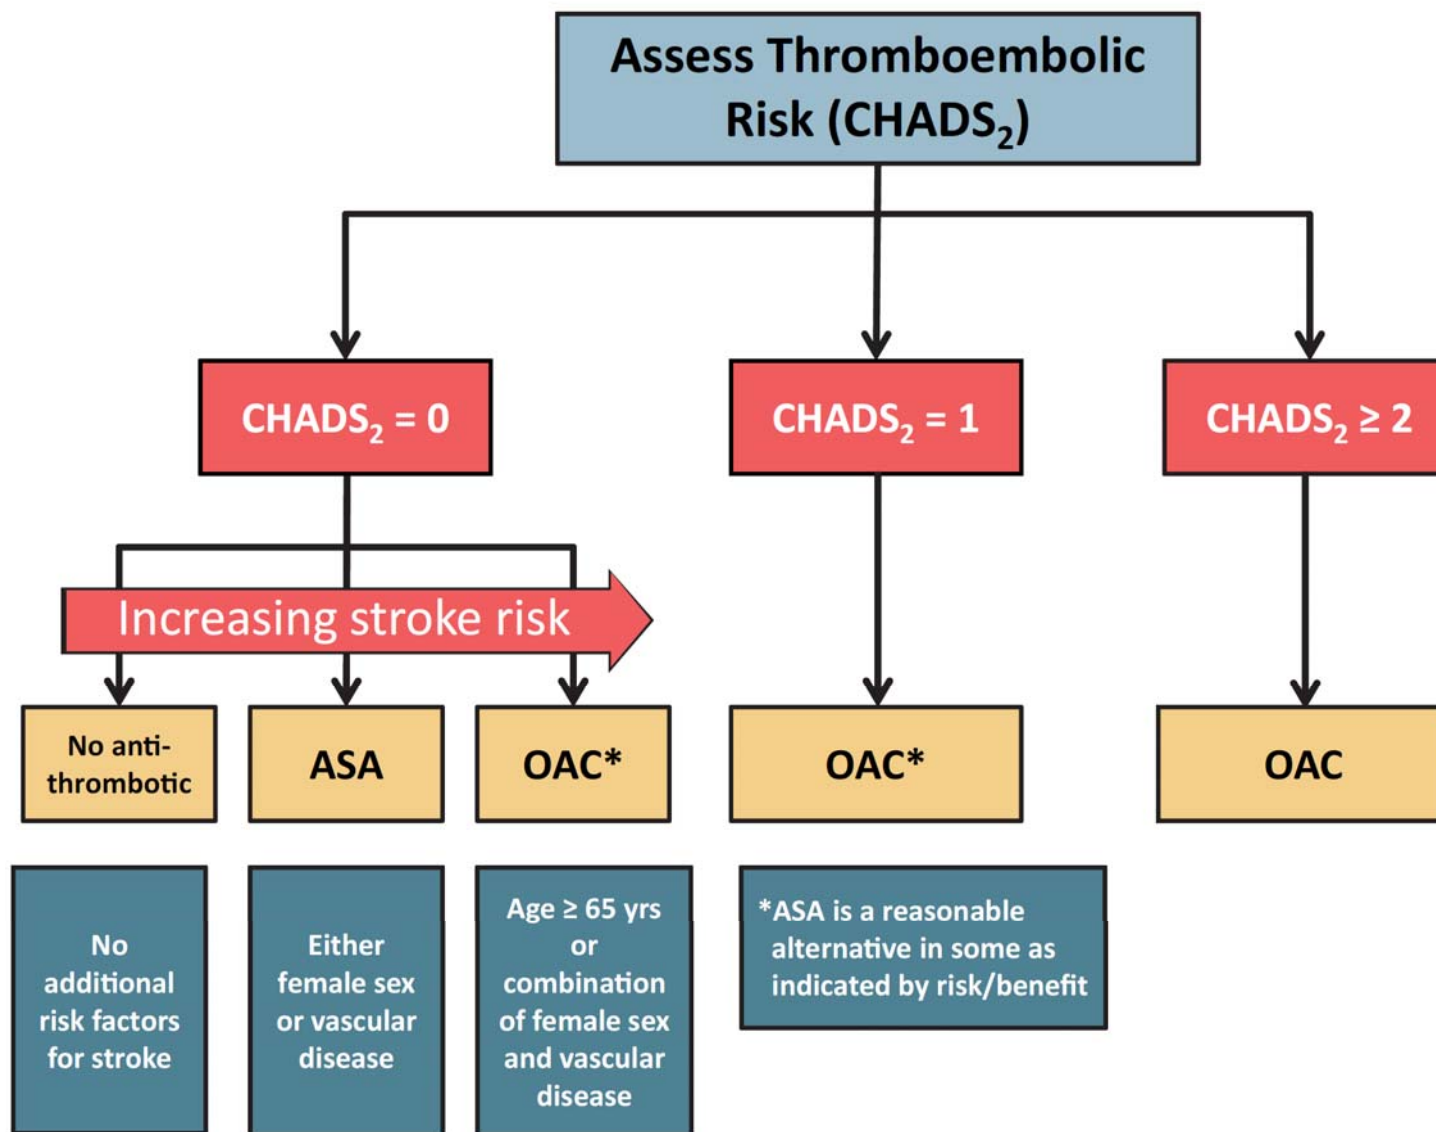 Assess Thromboembolic
Risk (CHADS₂)
CHADS₂ = 0
CHADS₂ = 1
CHADS₂ ≥ 2
Increasing stroke risk
No anti-
thrombotic
ASA
OAC*
OAC*
OAC
No
additional
risk factors
for stroke
Either
female sex
or vascular
disease
Age ≥ 65 yrs
or
combination
of female sex
and vascular
disease
*ASA is a reasonable
alternative in some as
indicated by risk/benefit